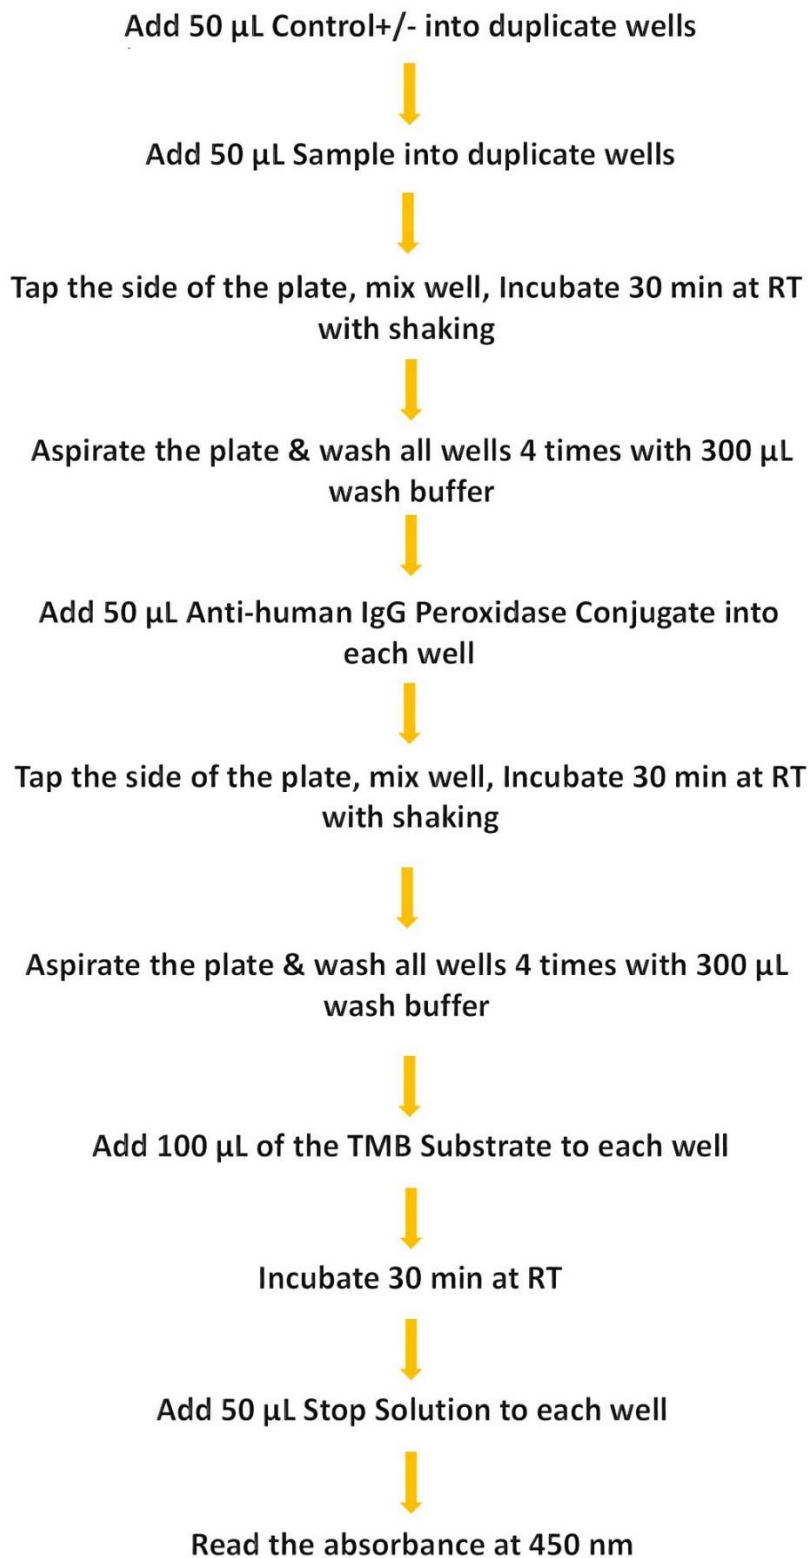 Add 50 µL Control+/- into duplicate wells
Add 50 µL Sample into duplicate wells
Tap the side of the plate, mix well, Incubate 30 min at RT
with shaking
Aspirate the plate & wash all wells 4 times with 300 µL
wash buffer
Add 50 µL Anti-human IgG Peroxidase Conjugate into
each well
Tap the side of the plate, mix well, Incubate 30 min at RT
with shaking
Aspirate the plate & wash all wells 4 times with 300 µL
wash buffer
Add 100 µL of the TMB Substrate to each well
Incubate 30 min at RT
Add 50 µL Stop Solution to each well
Read the absorbance at 450 nm